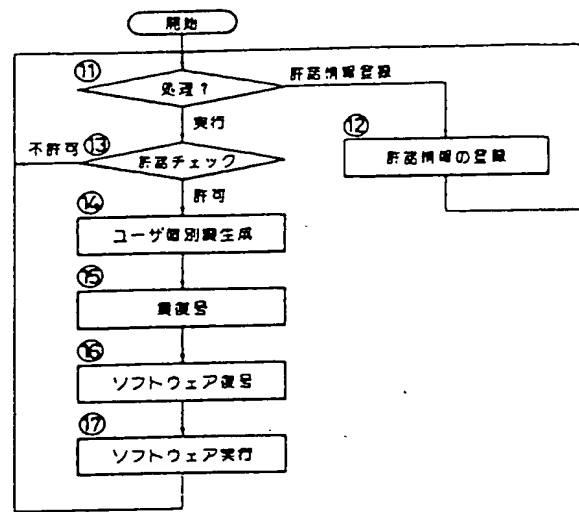 開始
⑪
処理?
許諾情報登録
実行
⑫
許諾情報の登録
不許可
⑬
許諾チェック
許可
⑭
ユーザ個別鍵生成
⑮
鍵復号
⑯
ソフトウェア復号
⑰
ソフトウェア実行